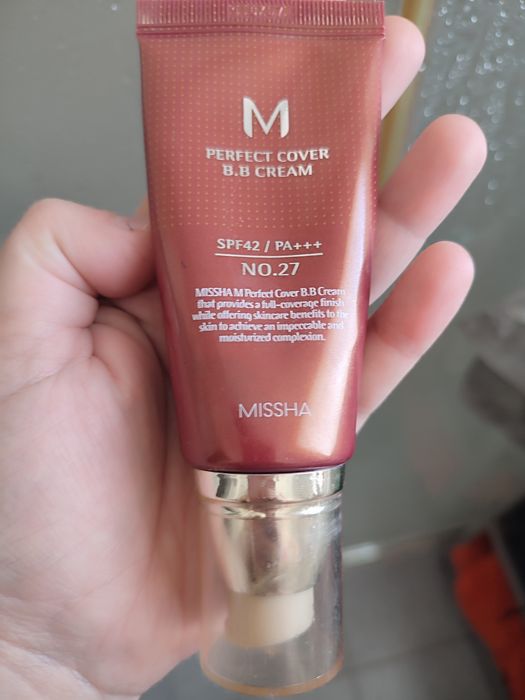 M
PERFECT COVER
B.B CREAM
SPF42 / PA+++
NO.27
MISSHA M Perfect Cover B.B Cream
that provides a full-coverage finish
while offering skincare benefits to the
skin to achieve an impeccable and
moisturized complexion.
MISSHA